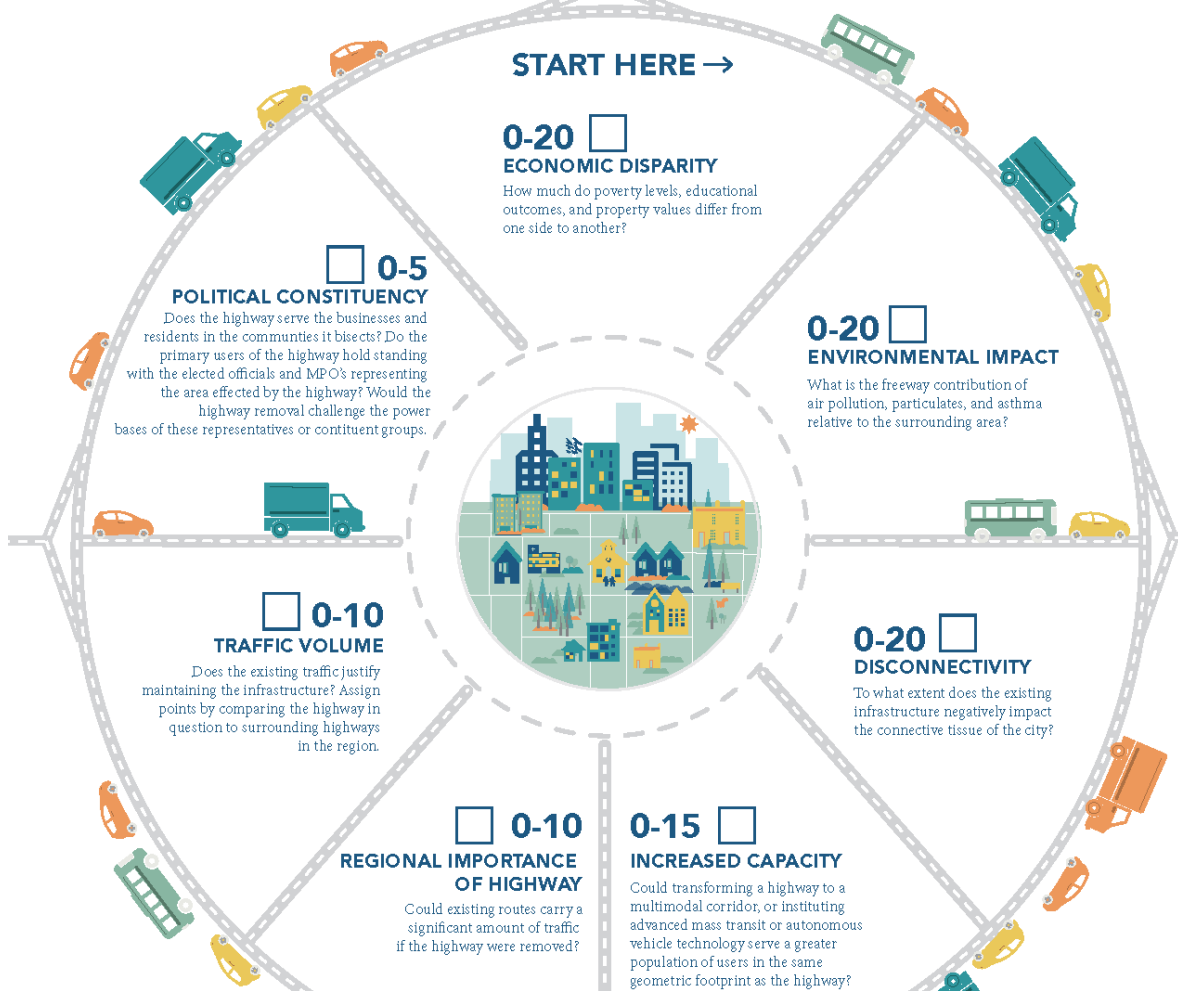 START HERE →
0-20
ECONOMIC DISPARITY
How much do poverty levels, educational
outcomes, and property values differ from
one side to another?
0-20
ENVIRONMENTAL IMPACT
What is the freeway contribution of
air pollution, particulates, and asthma
relative to the surrounding area?
0-20
DISCONNECTIVITY
To what extent does the existing
infrastructure negatively impact
the connective tissue of the city?
0-15
INCREASED CAPACITY
Could transforming a highway to a
multimodal corridor, or instituting
advanced mass transit or autonomous
vehicle technology serve a greater
population of users in the same
geometric footprint as the highway?
0-10
REGIONAL IMPORTANCE
OF HIGHWAY
Could existing routes carry a
significant amount of traffic
if the highway were removed?
0-10
TRAFFIC VOLUME
Does the existing traffic justify
maintaining the infrastructure? Assign
points by comparing the highway in
question to surrounding highways
in the region.
0-5
POLITICAL CONSTITUENCY
Does the highway serve the businesses and
residents in the communties it bisects? Do the
primary users of the highway hold standing
with the elected officials and MPO's representing
the area effected by the highway? Would the
highway removal challenge the power
bases of these representatives or contituent groups.